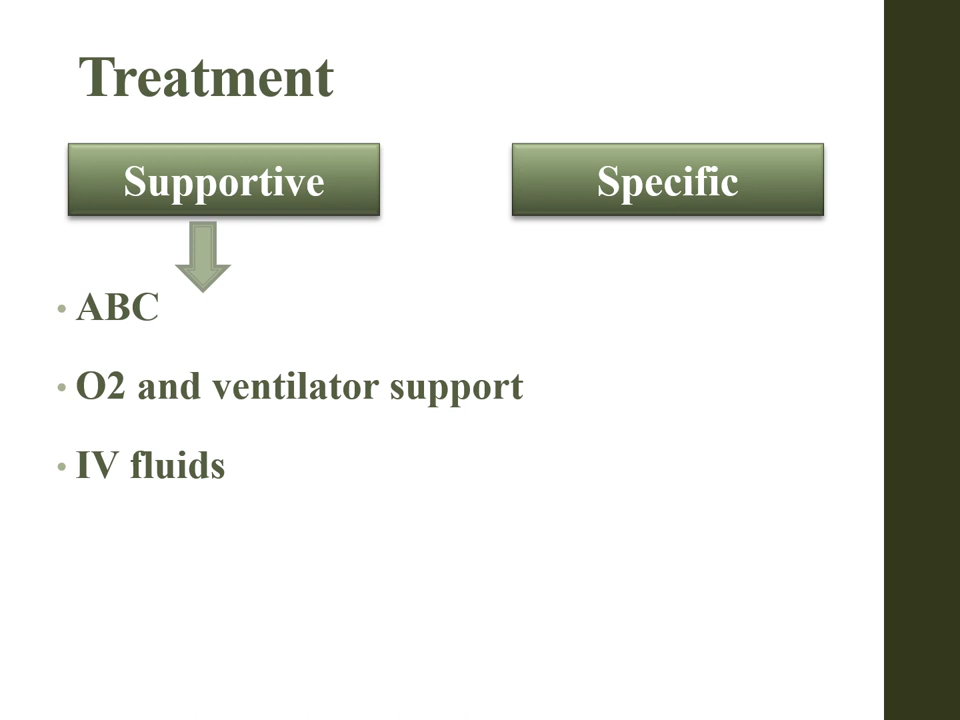 Treatment
Supportive
Specific
• ABC
• O2 and ventilator support
• IV fluids